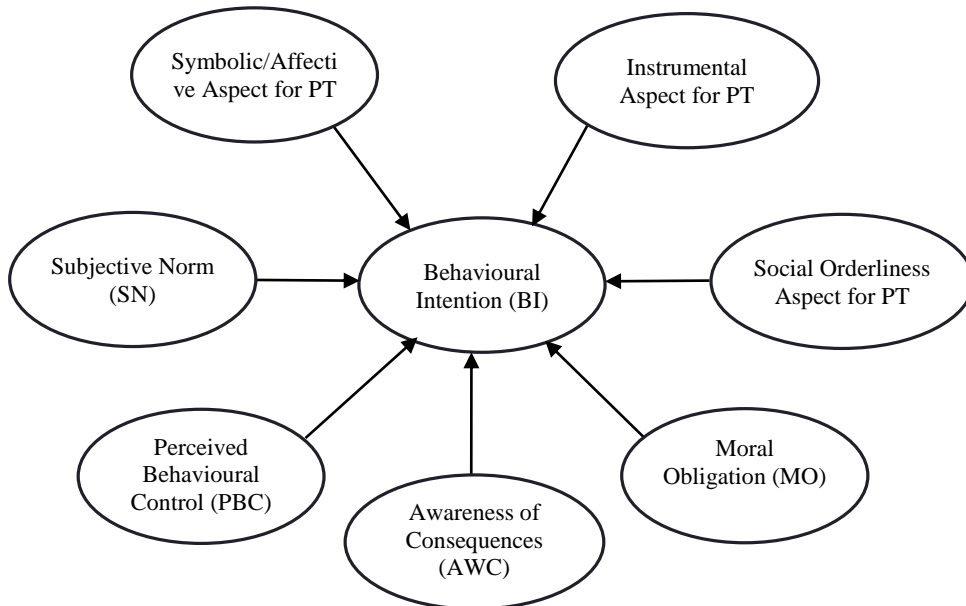 Symbolic/Affecti
ve Aspect for PT
Instrumental
Aspect for PT
Subjective Norm
(SN)
Behavioural
Intention (BI)
Social Orderliness
Aspect for PT
Perceived
Behavioural
Control (PBC)
Awareness of
Consequences
(AWC)
Moral
Obligation (MO)